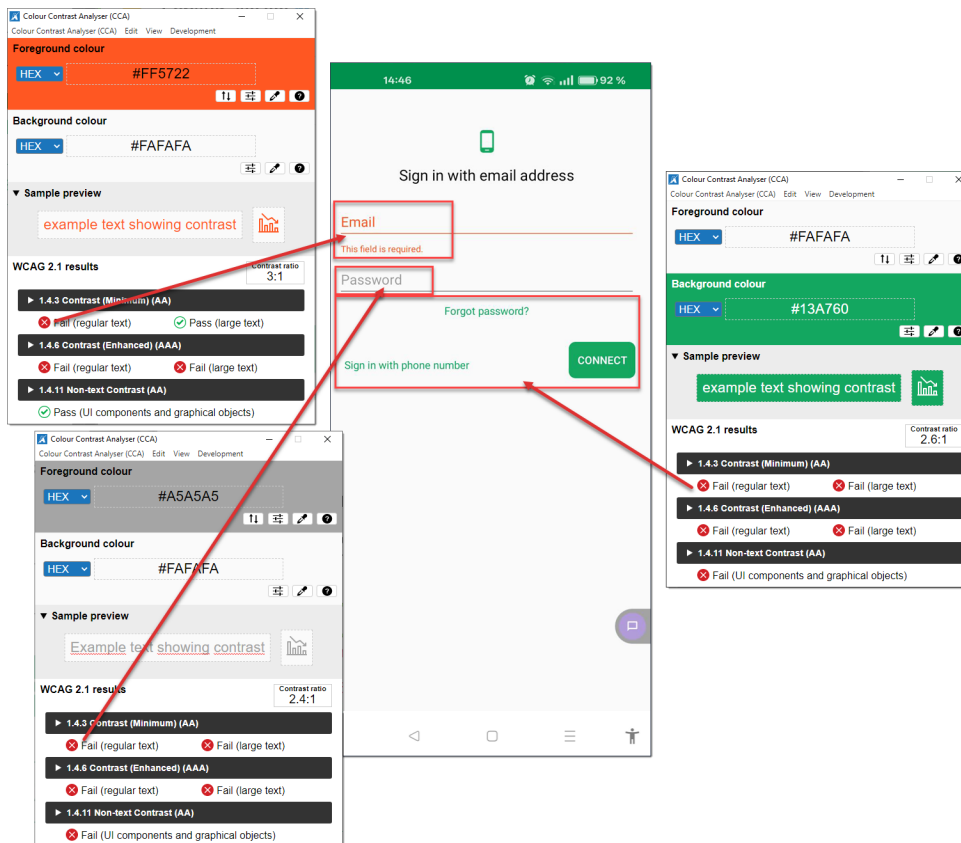 Colour Contrast Analyser (CCA)
Colour Contrast Analyser (CCA) Edit View Development
Foreground colour
HEX #FF5722
Background colour
HEX #FAFAFA
Sample preview
example text showing contrast
WCAG 2.1 results
Contrast ratio
3:1
1.4.3 Contrast (Minimum) (AA)
Fail (regular text) Pass (large text)
1.4.6 Contrast (Enhanced) (AAA)
Fail (regular text) Fail (large text)
1.4.11 Non-text Contrast (AA)
Pass (UI components and graphical objects)
Colour Contrast Analyser (CCA)
Colour Contrast Analyser (CCA) Edit View Development
Foreground colour
HEX #A5A5A5
Background colour
HEX #FAFAFA
Sample preview
Example text showing contrast
WCAG 2.1 results
Contrast ratio
2.4:1
1.4.3 Contrast (Minimum) (AA)
Fail (regular text) Fail (large text)
1.4.6 Contrast (Enhanced) (AAA)
Fail (regular text) Fail (large text)
1.4.11 Non-text Contrast (AA)
Fail (UI components and graphical objects)
14:46 92 %
Sign in with email address
Email
This field is required.
Password
Forgot password?
Sign in with phone number
CONNECT
Colour Contrast Analyser (CCA)
Colour Contrast Analyser (CCA) Edit View Development
Foreground colour
HEX #FAFAFA
Background colour
HEX #13A760
Sample preview
example text showing contrast
WCAG 2.1 results
Contrast ratio
2.6:1
1.4.3 Contrast (Minimum) (AA)
Fail (regular text) Fail (large text)
1.4.6 Contrast (Enhanced) (AAA)
Fail (regular text) Fail (large text)
1.4.11 Non-text Contrast (AA)
Fail (UI components and graphical objects)